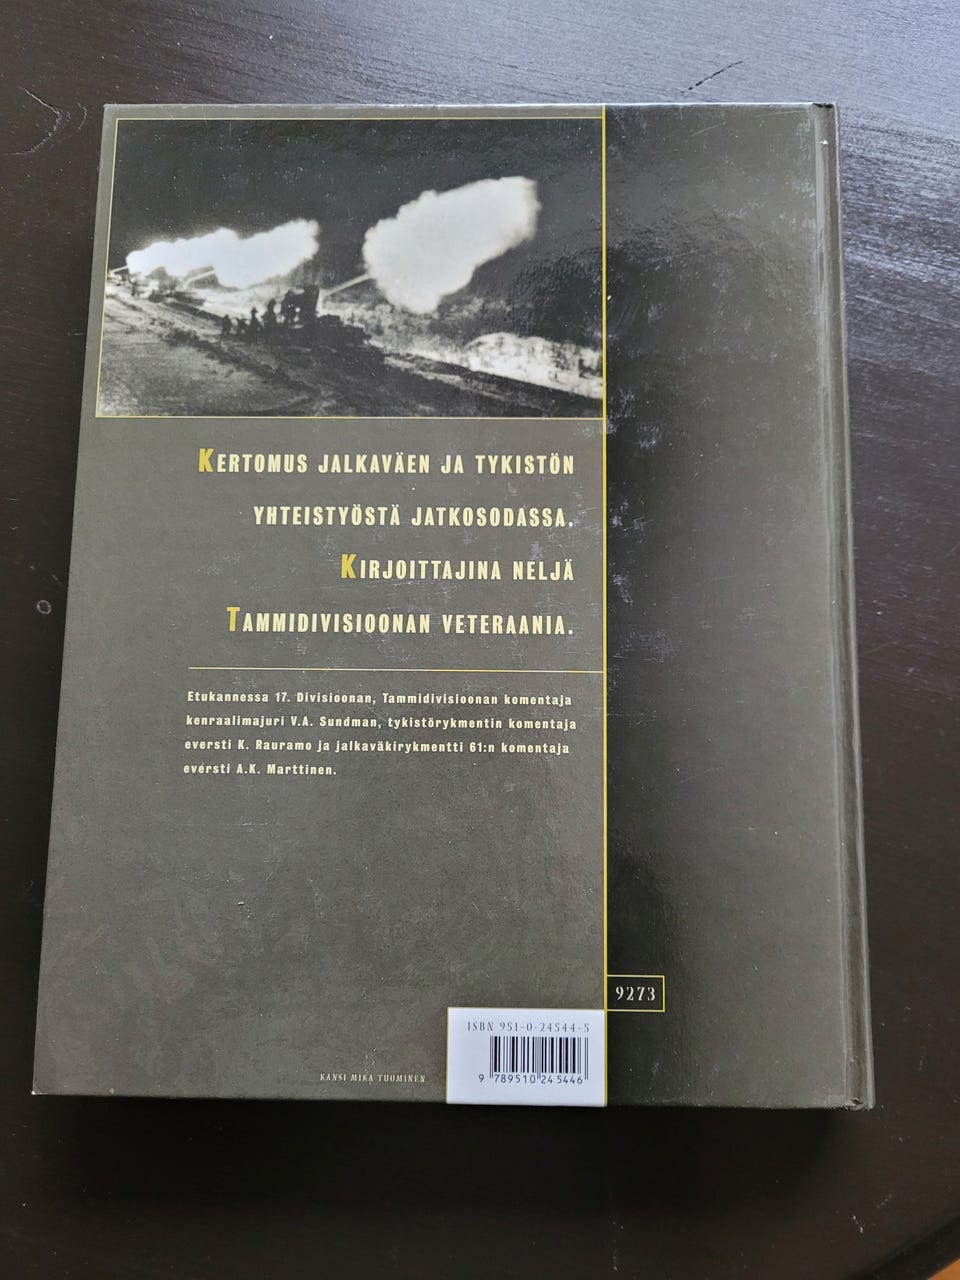 KERTOMUS JALKAVÄEN JA TYKISTÖN
YHTEISTYÖSTÄ JATKOSODASSA.
KIRJOITTAJINA NELJÄ
TAMMIDIVISIOONAN VETERAANIA.
Etukannessa 17. Divisioonan, Tammidivisioonan komentaja
kenraalimajuri V.A. Sundman, tykistörykmentin komentaja
eversti K. Rauramo ja jalkaväkirykmentti 61:n komentaja
eversti A.K. Marttinen.
9273
ISBN 951-0-24544-5
9 789510 245446
KANSI MIKA TUOMINEN